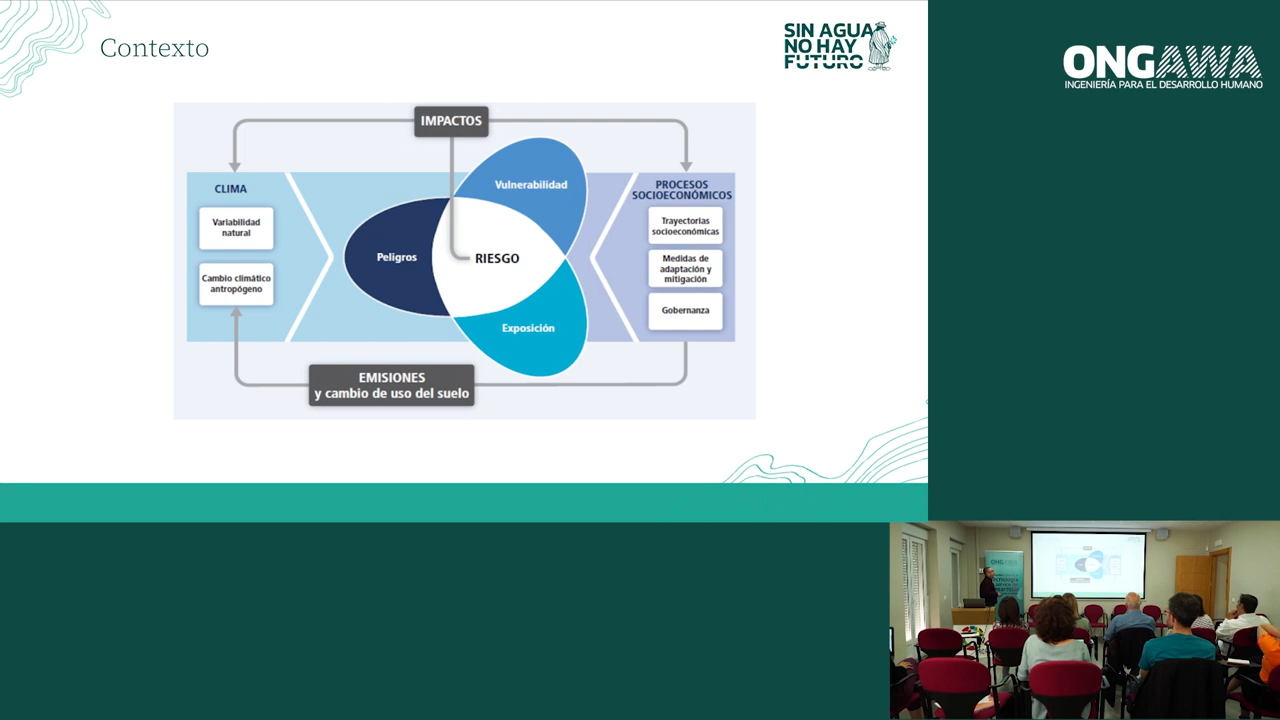 Contexto
SIN AGUA
NO HAY
FUTURO
ONGAWA
INGENIERÍA PARA EL DESARROLLO HUMANO
IMPACTOS
CLIMA
Variabilidad
natural
Cambio climático
antropógeno
Peligros
Vulnerabilidad
RIESGO
Exposición
PROCESOS
SOCIOECONÓMICOS
Trayectorias
socioeconómicas
Medidas de
adaptación y
mitigación
Gobernanza
EMISIONES
y cambio de uso del suelo
ONGAWA